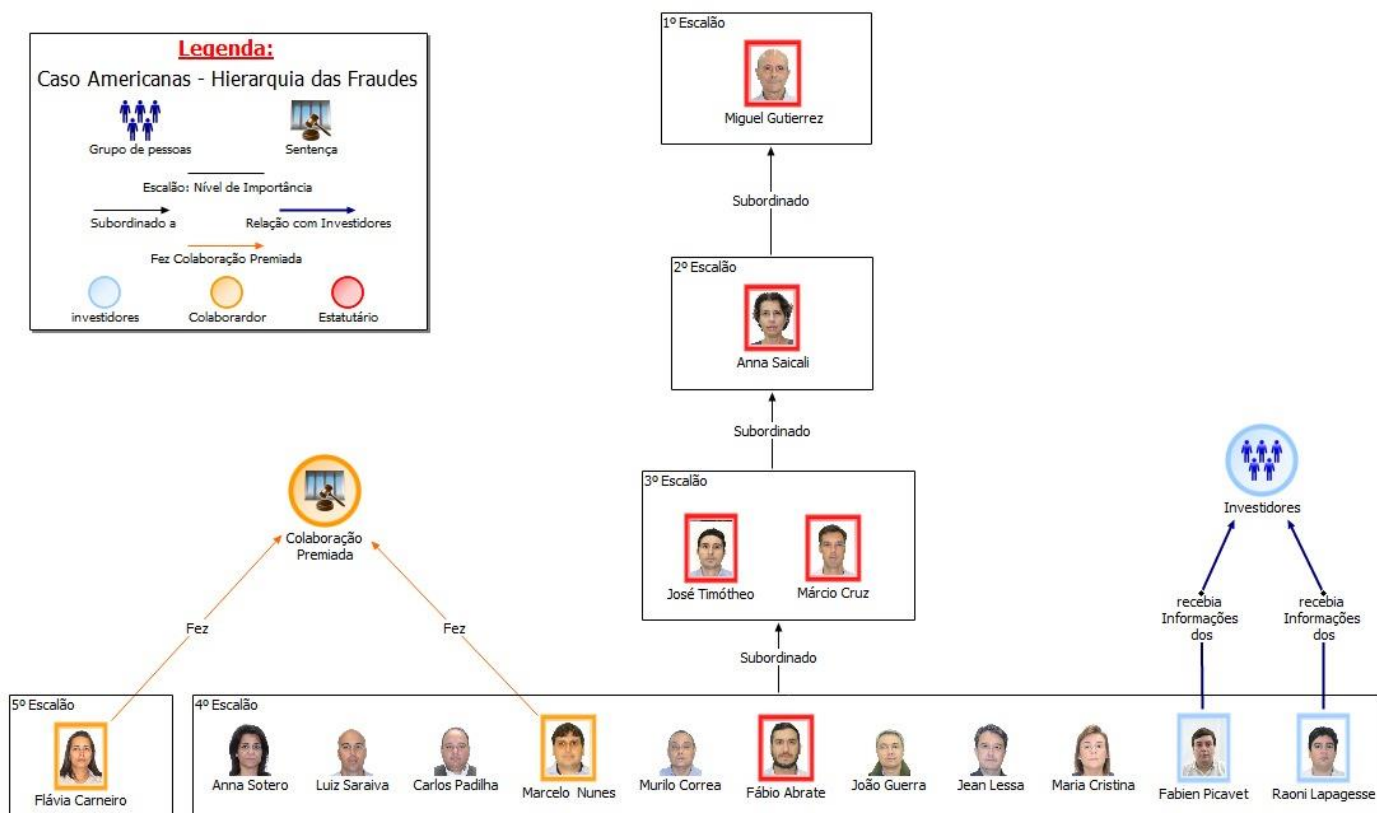 Legenda:
Caso Americanas - Hierarquia das Fraudes
Grupo de pessoas
Sentença
Escalão: Nível de Importância
Subordinado a
Relação com Investidores
Fez Colaboração Premiada
investidores
Colaborardor
Estatutário
1º Escalão
Miguel Gutierrez
Subordinado
2º Escalão
Anna Saicali
Subordinado
3º Escalão
José Timótheo
Márcio Cruz
Subordinado
Colaboração
Premiada
Fez
Fez
Investidores
recebia
Informações
dos
recebia
Informações
dos
5º Escalão
Flávia Carneiro
4º Escalão
Anna Sotero
Luiz Saraiva
Carlos Padilha
Marcelo Nunes
Murilo Correa
Fábio Abrate
João Guerra
Jean Lessa
Maria Cristina
Fabien Picavet
Raoni Lapagesse